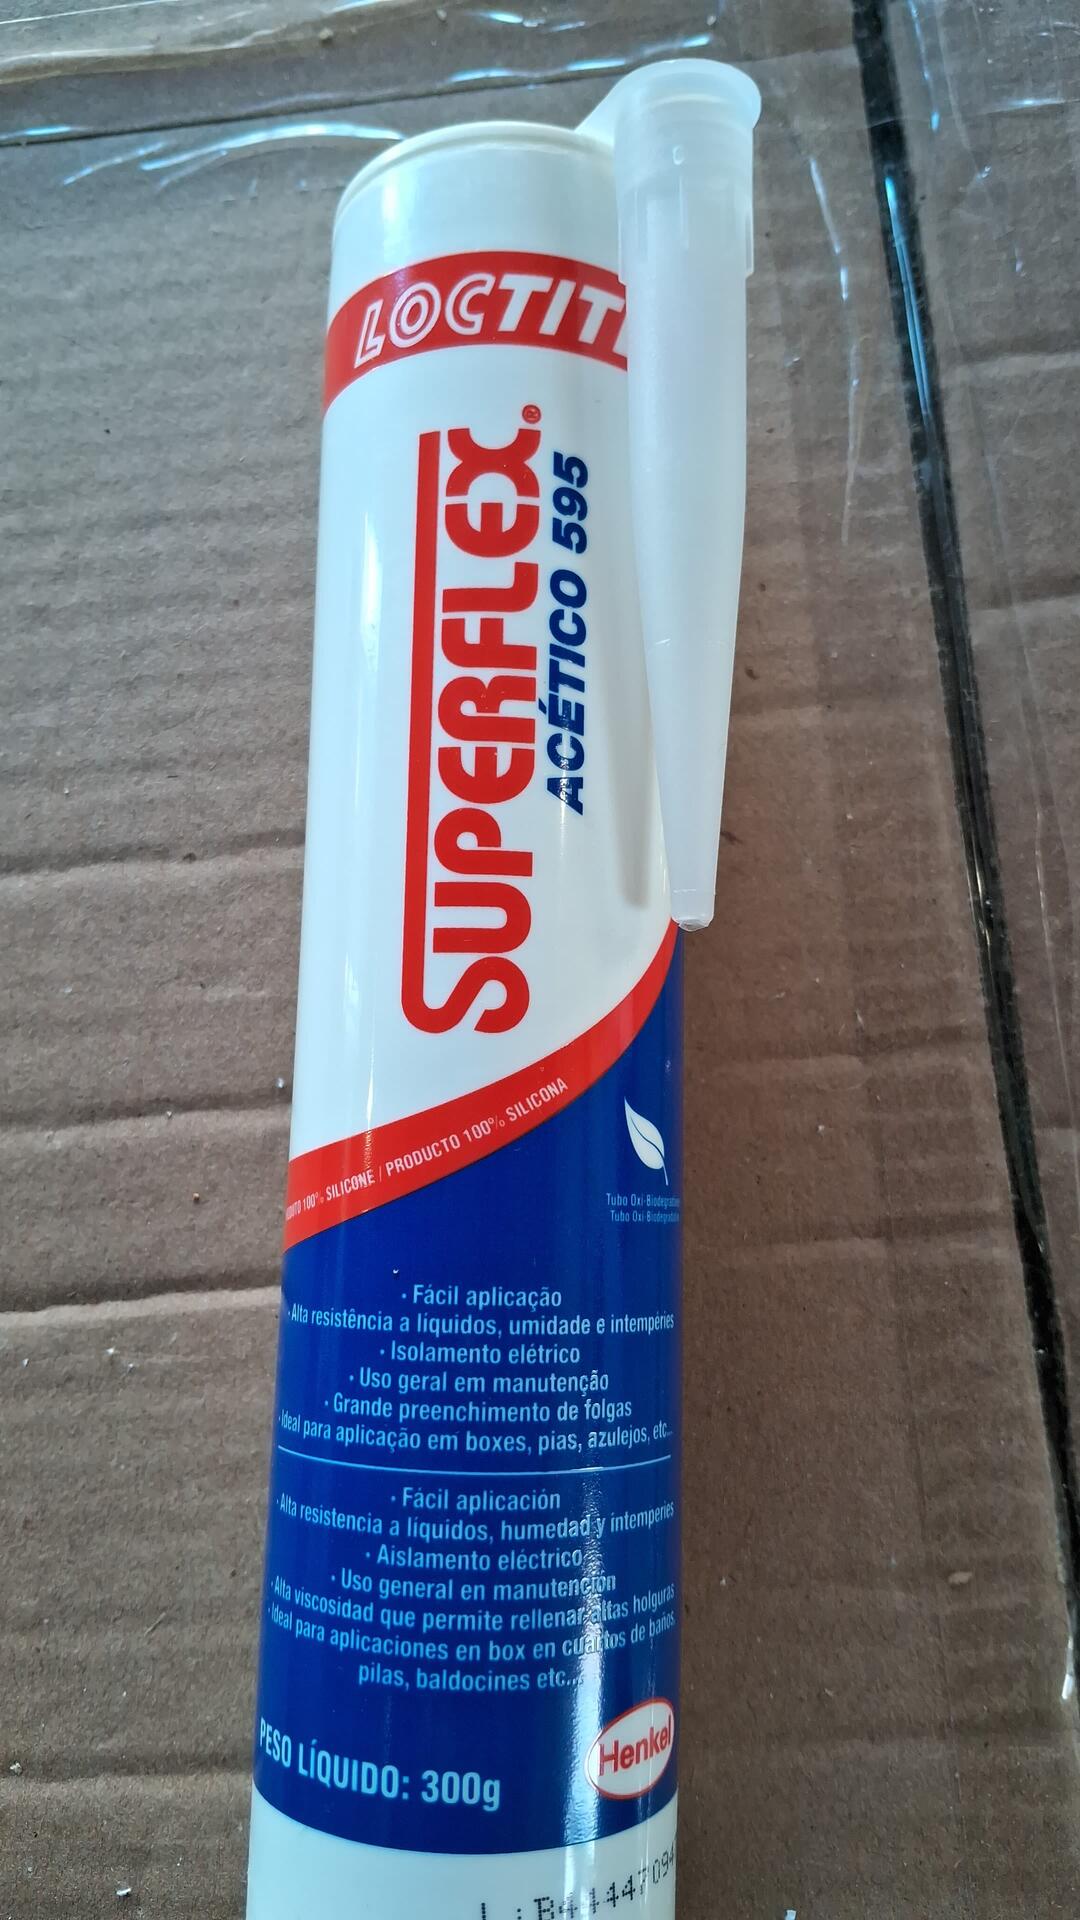 LOCTITE
SUPERFLEX®
ACÉTICO 595
100% SILICONE / PRODUCTO 100% SILICONA
Tubo Oxi-Biodegradável
Tubo Oxi-Biodegradable
• Fácil aplicação
• Alta resistência a líquidos, umidade e intempéries
• Isolamento elétrico
• Uso geral em manutenção
• Grande preenchimento de folgas
• Ideal para aplicação em boxes, pias, azulejos, etc...
• Fácil aplicación
• Alta resistencia a líquidos, humedad y intemperies
• Aislamento eléctrico
• Uso general en manutención
• Alta viscosidad que permite rellenar altas holguras
• Ideal para aplicaciones en box en cuartos de baños,
pilas, baldocines etc...
PESO LÍQUIDO: 300g
Henkel